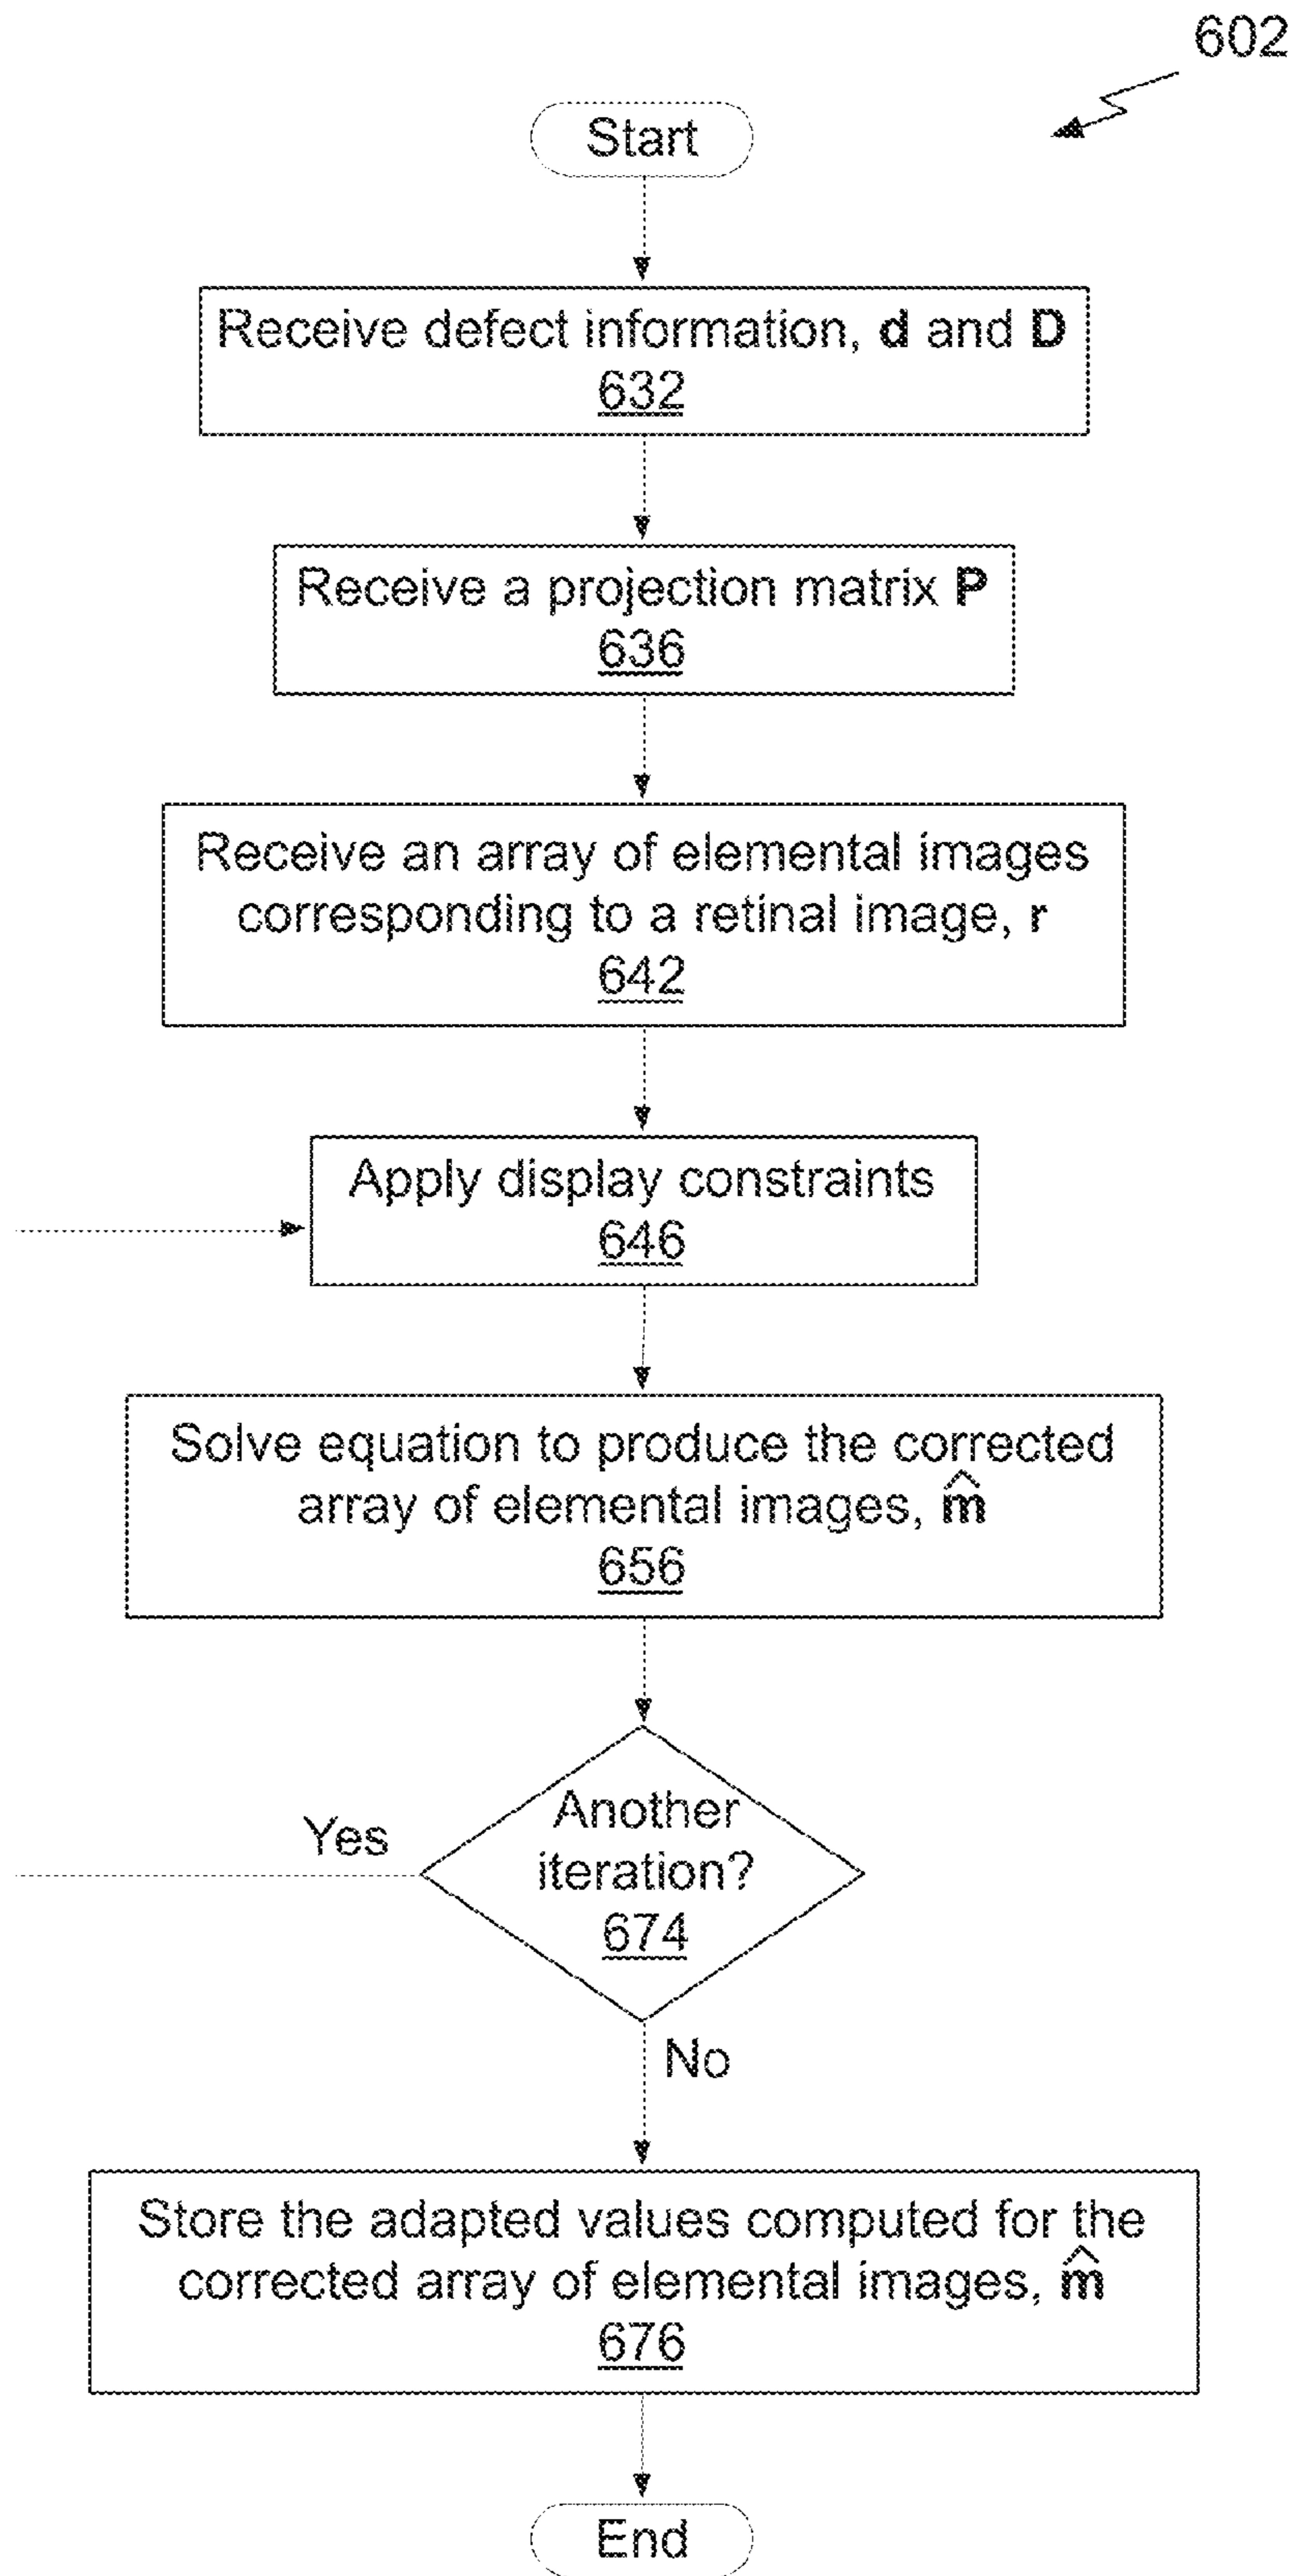 602
Start
Receive defect information, d and D
632
Receive a projection matrix P
636
Receive an array of elemental images
corresponding to a retinal image, r
642
Apply display constraints
646
Solve equation to produce the corrected
array of elemental images, m̂
656
Another
iteration?
674
Yes
No
Store the adapted values computed for the
corrected array of elemental images, m̂
676
End